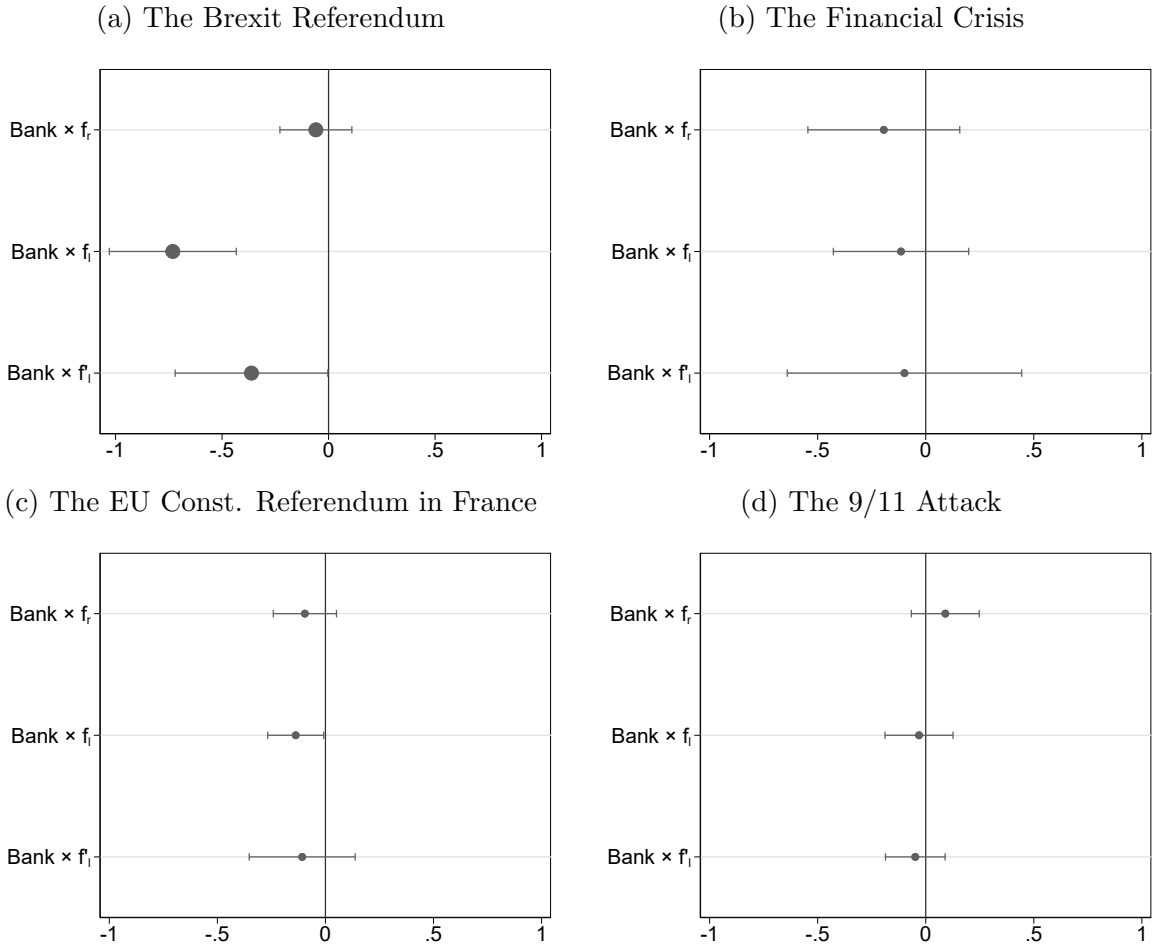 (a) The Brexit Referendum
Bank × fᵣ
Bank × fₗ
Bank × f'ₗ
-1 -.5 0 .5 1
(b) The Financial Crisis
Bank × fᵣ
Bank × fₗ
Bank × f'ₗ
-1 -.5 0 .5 1
(c) The EU Const. Referendum in France
Bank × fᵣ
Bank × fₗ
Bank × f'ₗ
-1 -.5 0 .5 1
(d) The 9/11 Attack
Bank × fᵣ
Bank × fₗ
Bank × f'ₗ
-1 -.5 0 .5 1